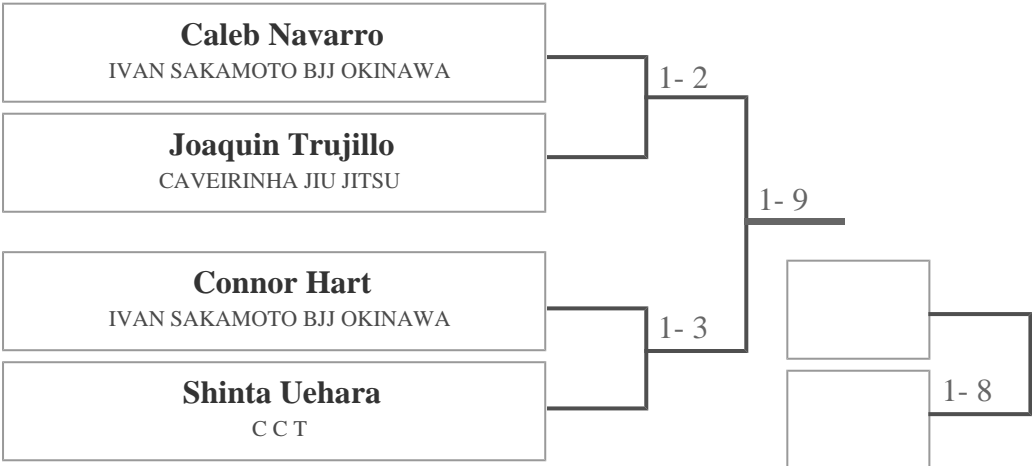 Caleb Navarro
IVAN SAKAMOTO BJJ OKINAWA
1- 2
Joaquin Trujillo
CAVEIRINHA JIU JITSU
1- 9
Connor Hart
IVAN SAKAMOTO BJJ OKINAWA
1- 3
Shinta Uehara
C C T
1- 8